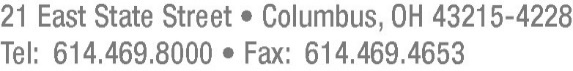 21 East State Street • Columbus, OH 43215-4228
Tel: 614.469.8000 • Fax: 614.469.4653